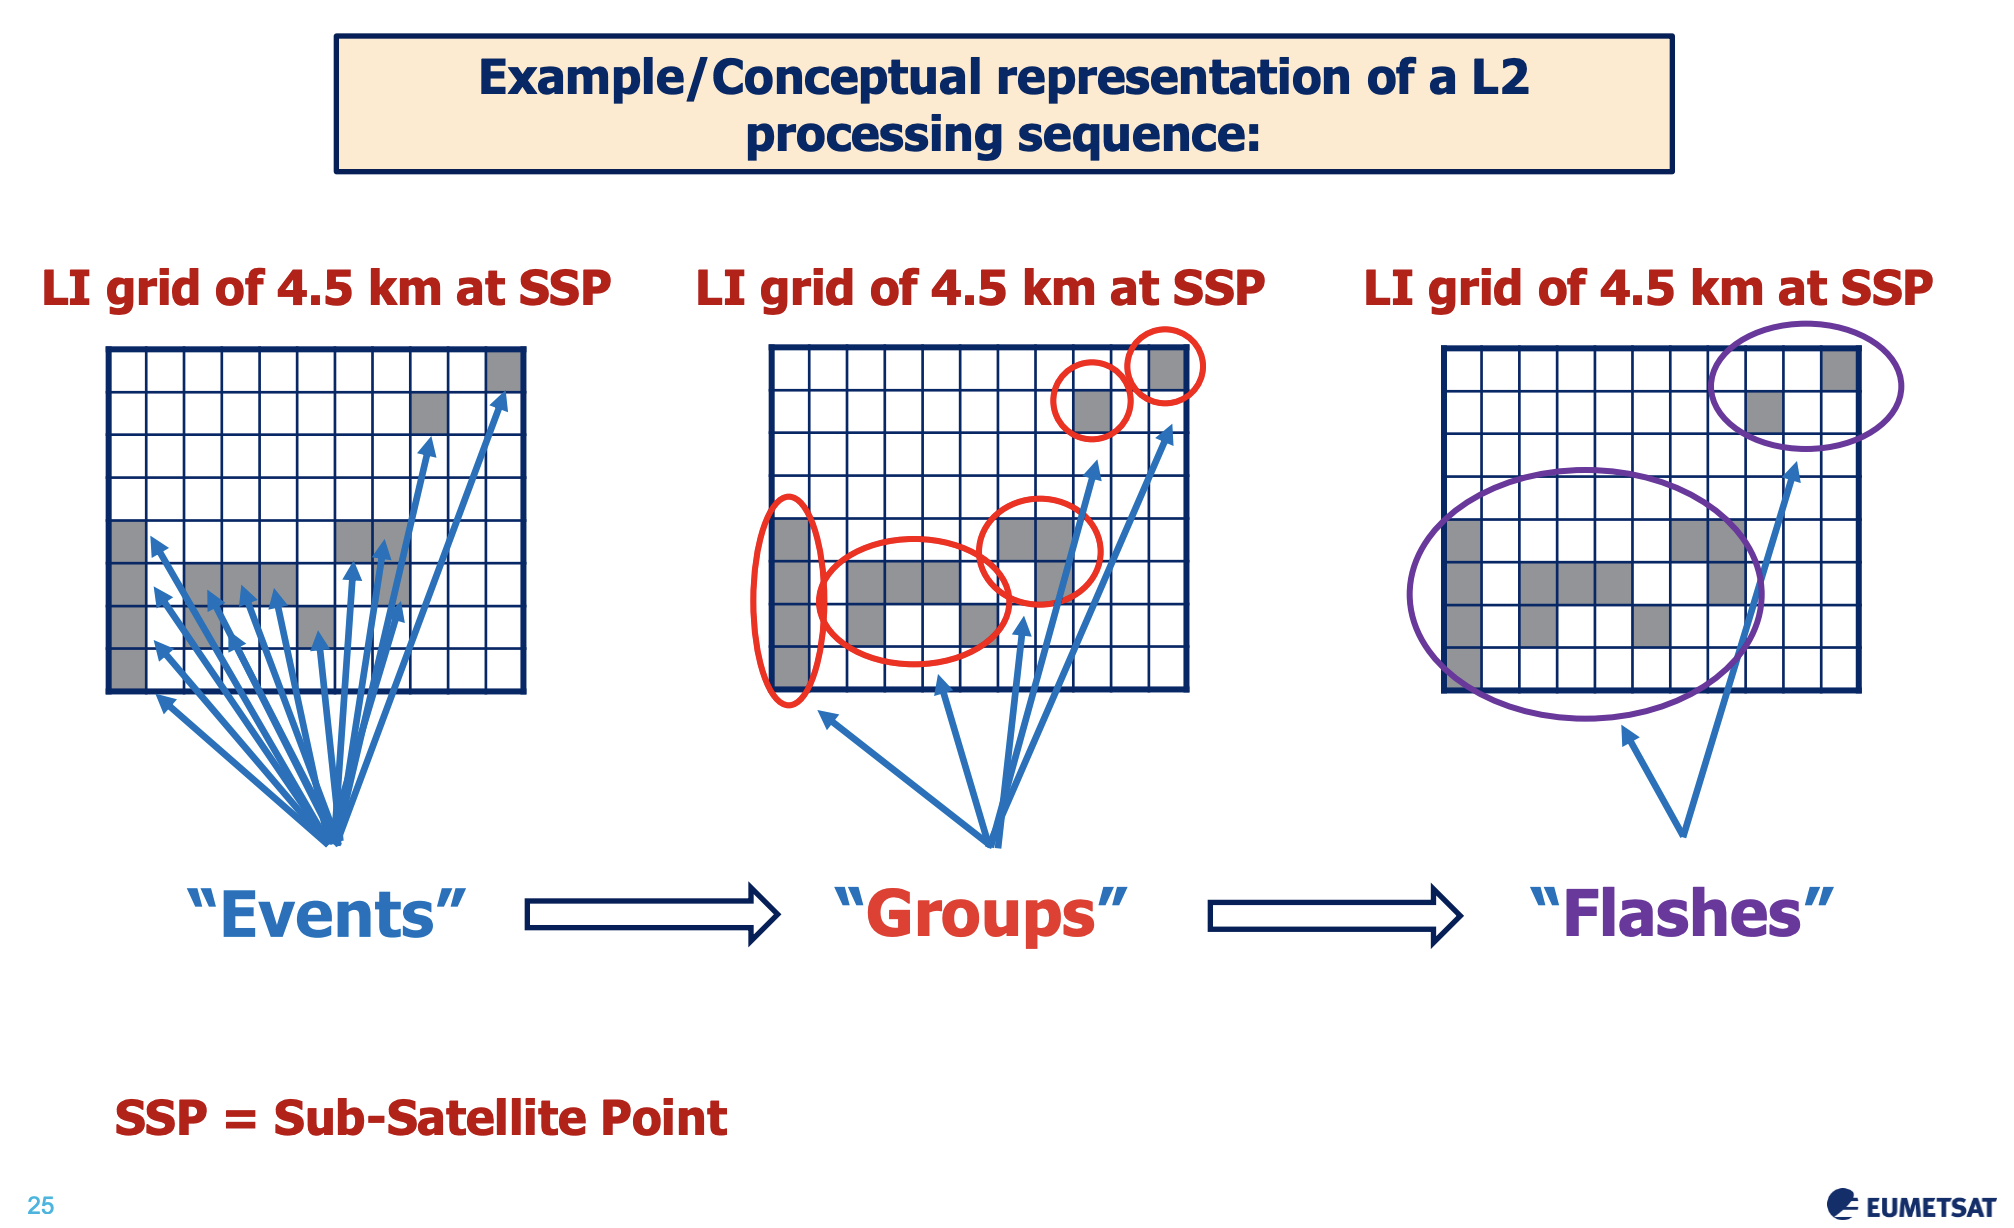 Example/Conceptual representation of a L2
processing sequence:
LI grid of 4.5 km at SSP
LI grid of 4.5 km at SSP
LI grid of 4.5 km at SSP
“Events”
“Groups”
“Flashes”
SSP = Sub-Satellite Point
25
EUMETSAT